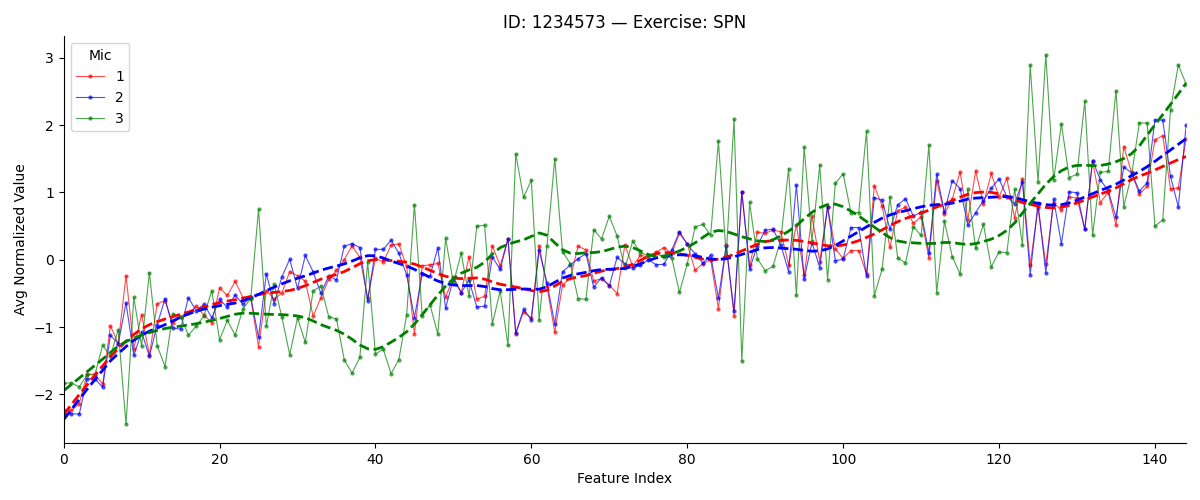 ID: 1234573 — Exercise: SPN
Avg Normalized Value
3
2
1
0
−1
−2
Mic
1
2
3
0 20 40 60 80 100 120 140
Feature Index